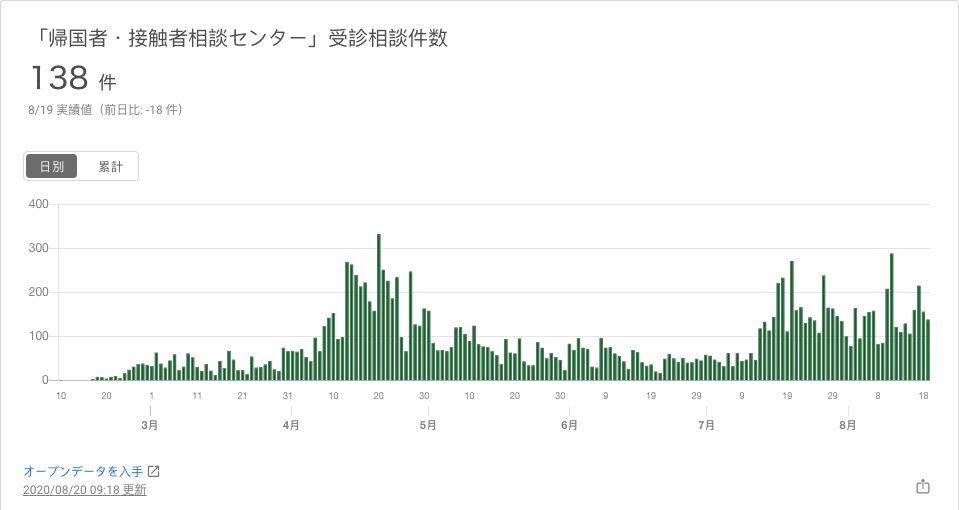 「帰国者・接触者相談センター」受診相談件数
138 件
8/19 実績値（前日比: -18 件）
日別 累計
400
300
200
100
0
10 20 1 11 21 31 10 20 30 10 20 30 9 19 29 9 19 29 8 18
3月 4月 5月 6月 7月 8月
オープンデータを入手
2020/08/20 09:18 更新